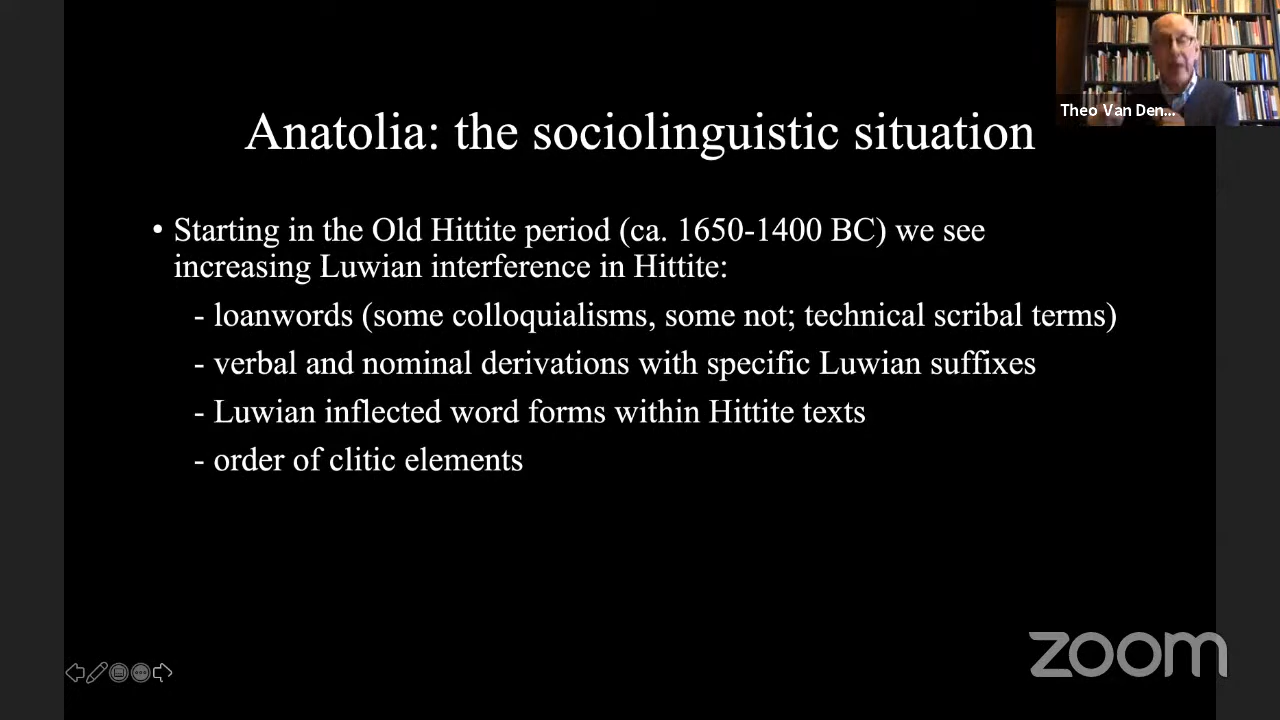 Theo Van Den...
Anatolia: the sociolinguistic situation
• Starting in the Old Hittite period (ca. 1650-1400 BC) we see
increasing Luwian interference in Hittite:
- loanwords (some colloquialisms, some not; technical scribal terms)
- verbal and nominal derivations with specific Luwian suffixes
- Luwian inflected word forms within Hittite texts
- order of clitic elements
zoom